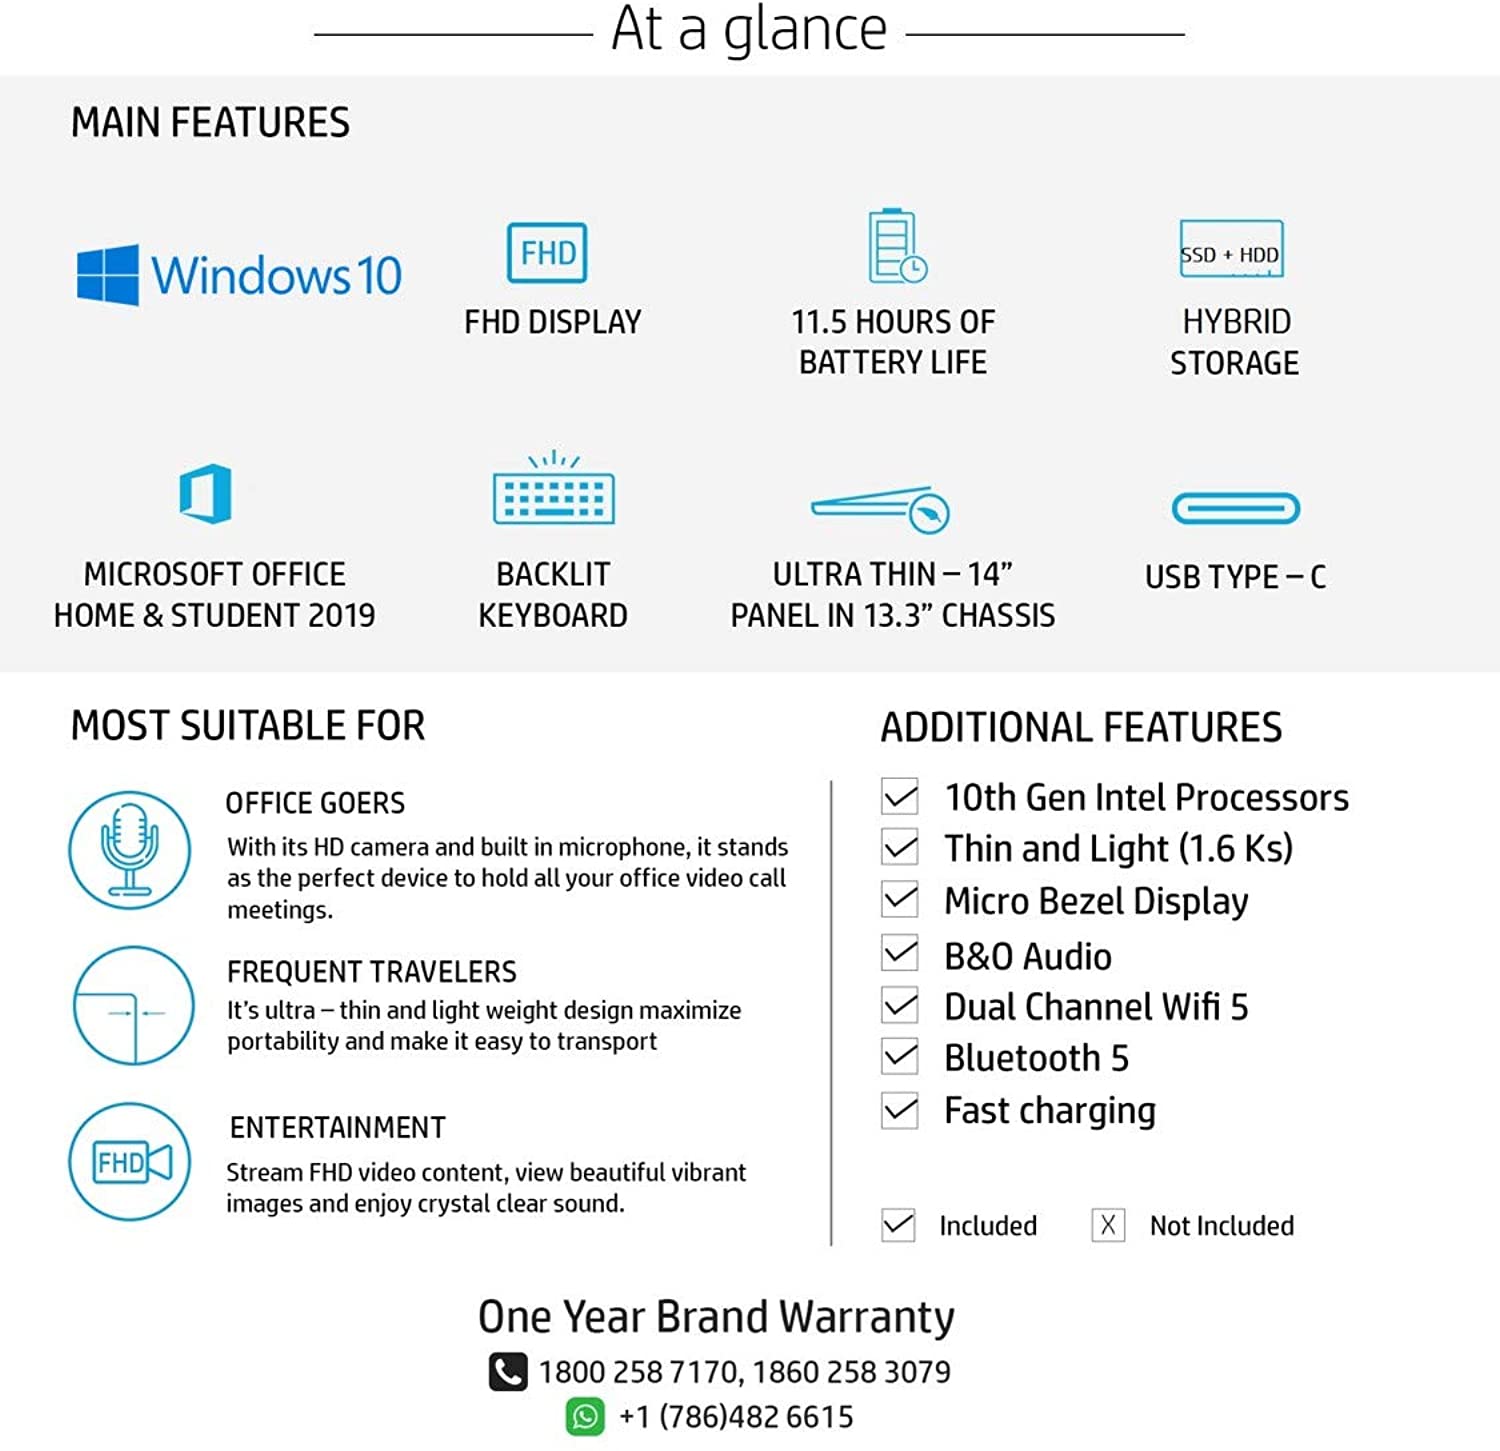 At a glance
MAIN FEATURES
Windows 10
FHD
FHD DISPLAY
11.5 HOURS OF
BATTERY LIFE
SSD + HDD
HYBRID
STORAGE
MICROSOFT OFFICE
HOME & STUDENT 2019
BACKLIT
KEYBOARD
ULTRA THIN – 14”
PANEL IN 13.3” CHASSIS
USB TYPE – C
MOST SUITABLE FOR
OFFICE GOERS
With its HD camera and built in microphone, it stands
as the perfect device to hold all your office video call
meetings.
FREQUENT TRAVELERS
It’s ultra – thin and light weight design maximize
portability and make it easy to transport
FHD
ENTERTAINMENT
Stream FHD video content, view beautiful vibrant
images and enjoy crystal clear sound.
ADDITIONAL FEATURES
10th Gen Intel Processors
Thin and Light (1.6 Ks)
Micro Bezel Display
B&O Audio
Dual Channel Wifi 5
Bluetooth 5
Fast charging
Included
X Not Included
One Year Brand Warranty
1800 258 7170, 1860 258 3079
+1 (786)482 6615